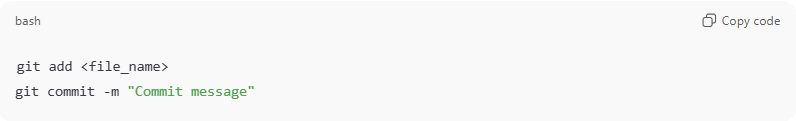 bash
Copy code
git add <file_name>
git commit -m "Commit message"